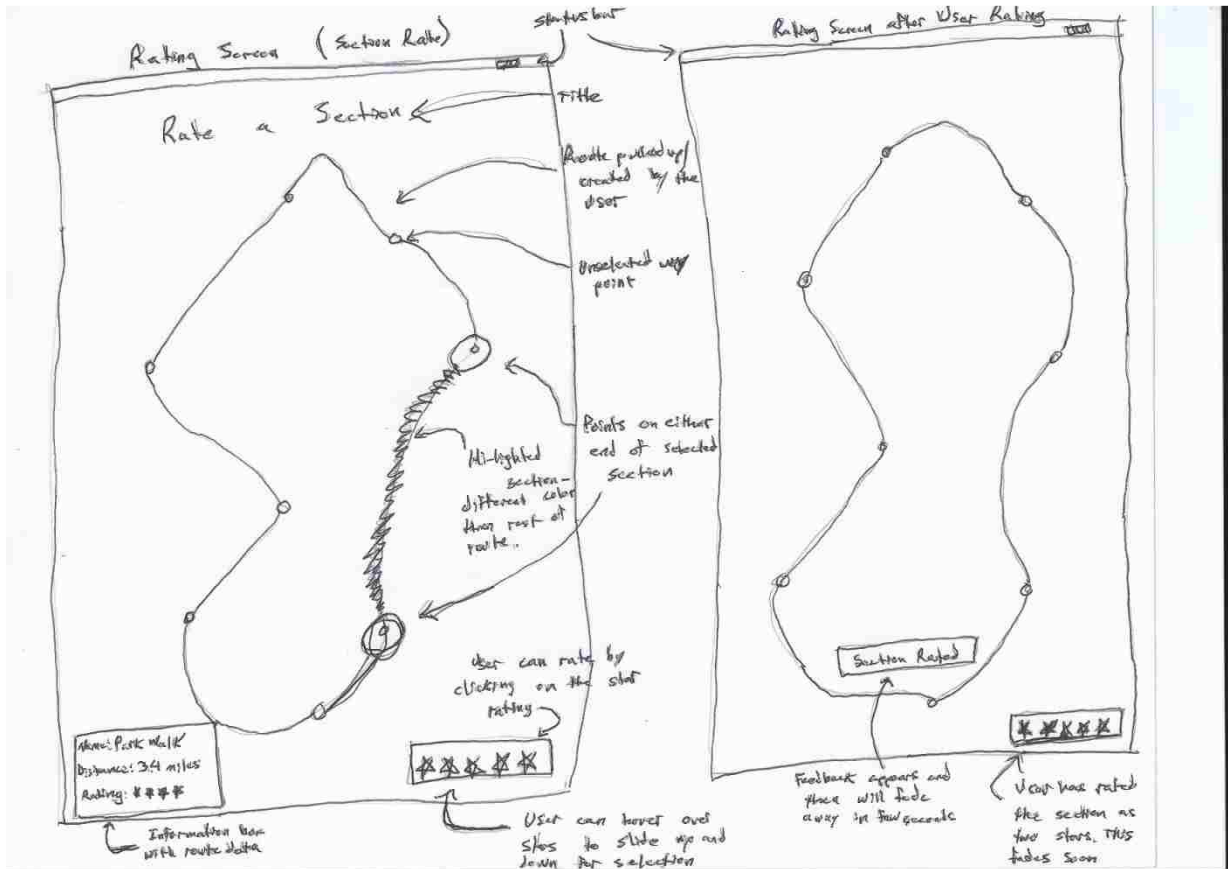 Rating Screen (Section Rate)
status bar
Rating Screen after User Rating
Rate a Section
Title
Route pulled up/
created by the
User
Unselected way
point
Points on either
end of selected
section
Hi-lighted
section-
different color
than rest of
route..
User can rate by
clicking on the star
rating
Name: Park Walk
Distance: 3.4 miles
Rating:
Information box
with route data
User can hover over
stars to slide up and
down for selection
Section Rated
Feedback appears and
then will fade
away in few seconds
User has rated
the section as
two stars. This
fades soon